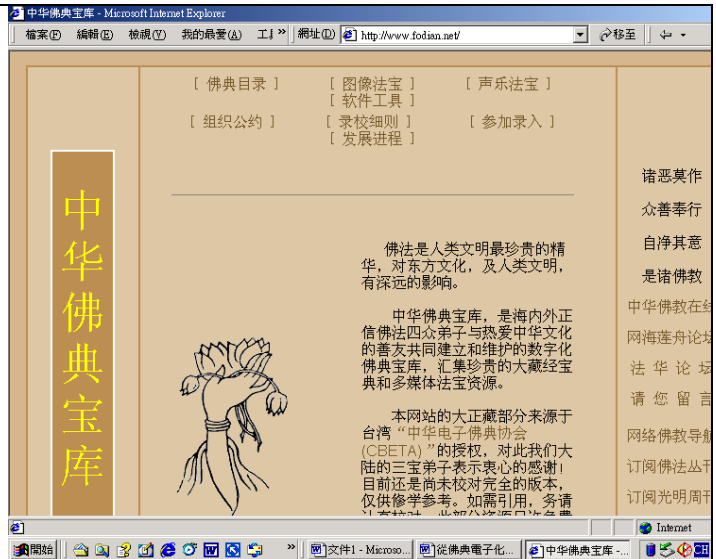 中华佛典宝库 - Microsoft Internet Explorer
檔案(F) 編輯(E) 檢視(V) 我的最愛(A) 工具 » 網址(D) http://www.fodian.net/ 移至
[ 佛典目录 ] [ 图像法宝 ] [ 声乐法宝 ]
[ 软件工具 ]
[ 组织公约 ] [ 录校细则 ] [ 参加录入 ]
[ 发展进程 ]
中华佛典宝库
佛法是人类文明最珍贵的精
华，对东方文化，及人类文明，
有深远的影响。
中华佛典宝库，是海内外正
信佛法四众弟子与热爱中华文化
的善友共同建立和维护的数字化
佛典宝库，汇集珍贵的大藏经宝
典和多媒体法宝资源。
本网站的大正藏部分来源于
台湾“中华电子佛典协会
(CBETA)”的授权，对此我们大
陆的三宝弟子表示衷心的感谢！
目前还是尚未校对完全的版本，
仅供修学参考。如需引用，务请
诸恶莫作
众善奉行
自净其意
是诸佛教
中华佛教在线
网海莲舟论坛
法 华 论 坛
请 您 留 言
网络佛教导航
订阅佛法丛刊
订阅光明周刊
Internet
開始 » 文件1 - Microso... 從佛典電子化... 中华佛典宝库 -... CH